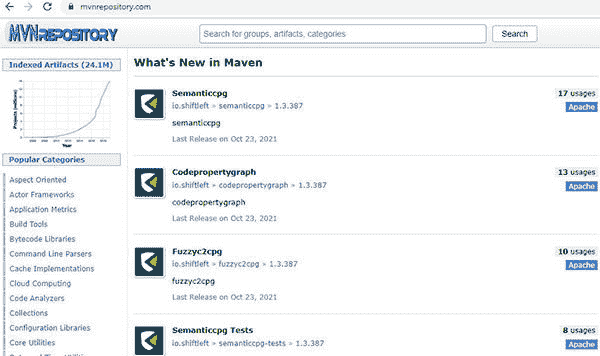 mvnrepository.com
MVNREPOSITORY
Search for groups, artifacts, categories
Search
Indexed Artifacts (24.1M)
Projects (millions)
Year
Popular Categories
Aspect Oriented
Actor Frameworks
Application Metrics
Build Tools
Bytecode Libraries
Command Line Parsers
Cache Implementations
Cloud Computing
Code Analyzers
Collections
Configuration Libraries
Core Utilities
What's New in Maven
Semanticcpg
17 usages
io.shiftleft > semanticcpg > 1.3.387
Apache
semanticcpg
Last Release on Oct 23, 2021
Codepropertygraph
13 usages
io.shiftleft > codepropertygraph > 1.3.387
Apache
codepropertygraph
Last Release on Oct 23, 2021
Fuzzyc2cpg
10 usages
io.shiftleft > fuzzyc2cpg > 1.3.387
Apache
fuzzyc2cpg
Last Release on Oct 23, 2021
Semanticcpg Tests
8 usages
io.shiftleft > semanticcpg-tests > 1.3.387
Apache